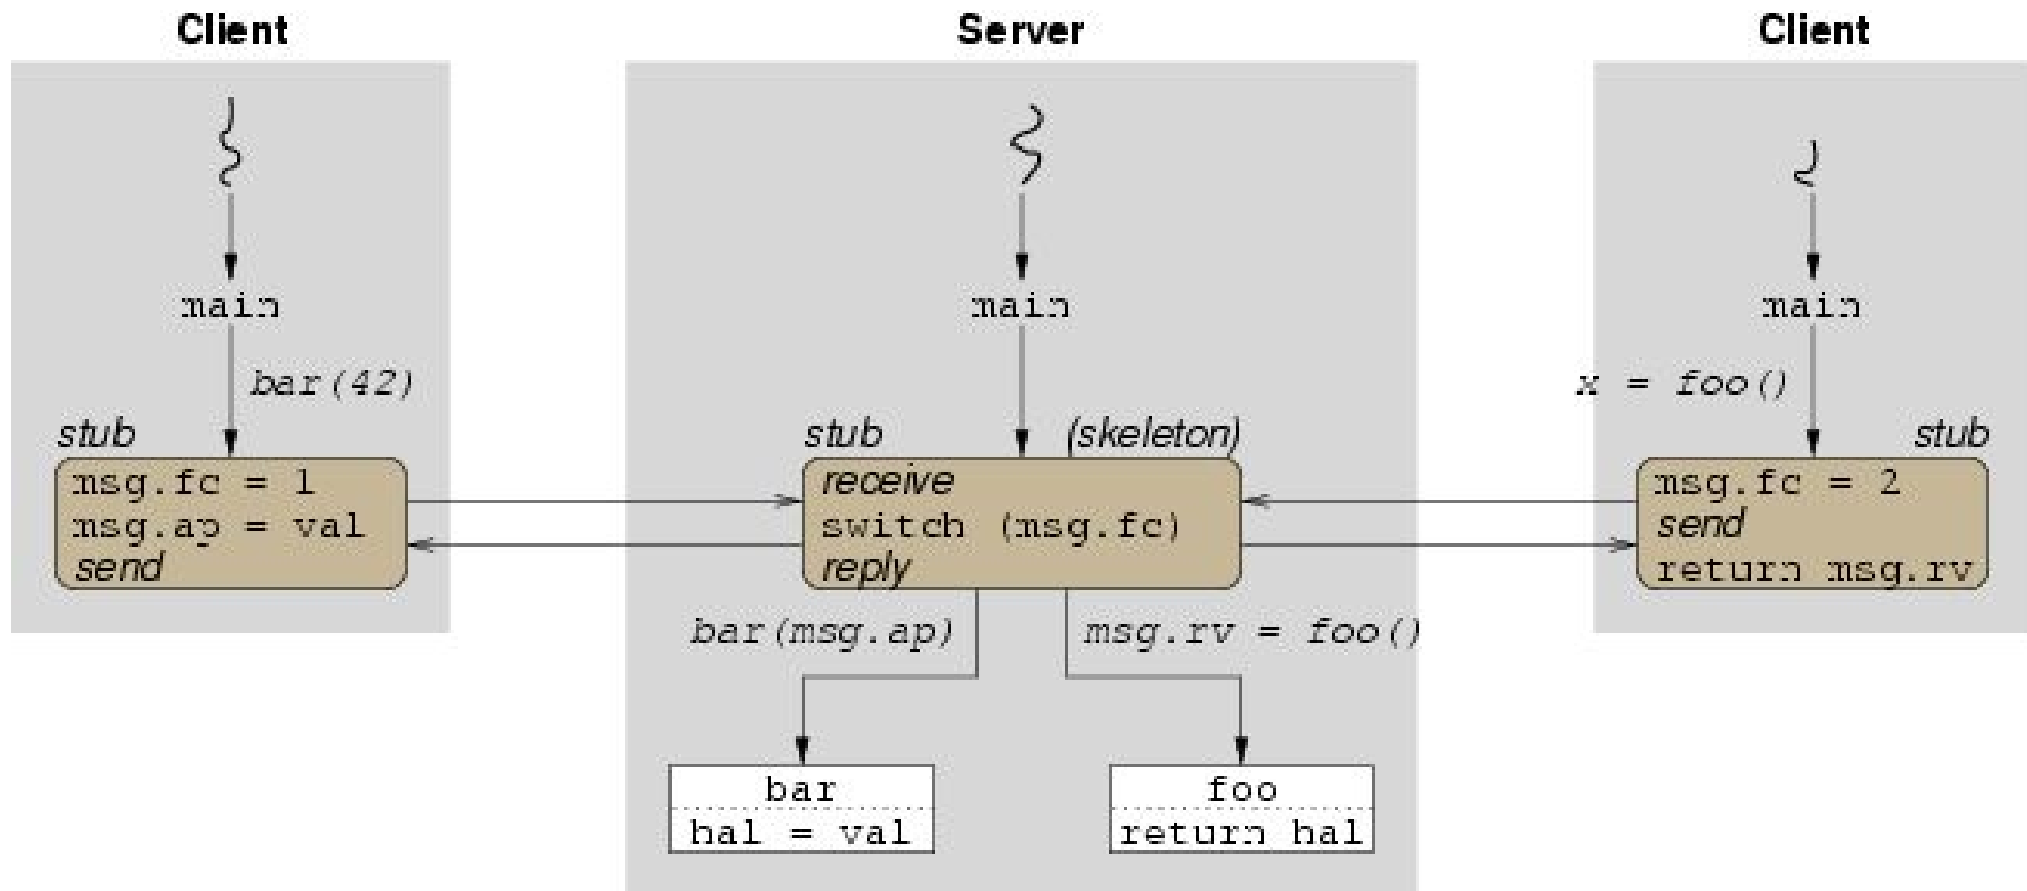 Client
main
bar(42)
stub
msg.fc = 1
msg.ap = val
send
Server
main
stub (skeleton)
receive
switch (msg.fc)
reply
bar(msg.ap)
msg.rv = foo()
bar
hal = val
foo
return hal
Client
main
x = foo()
stub
msg.fc = 2
send
return msg.rv